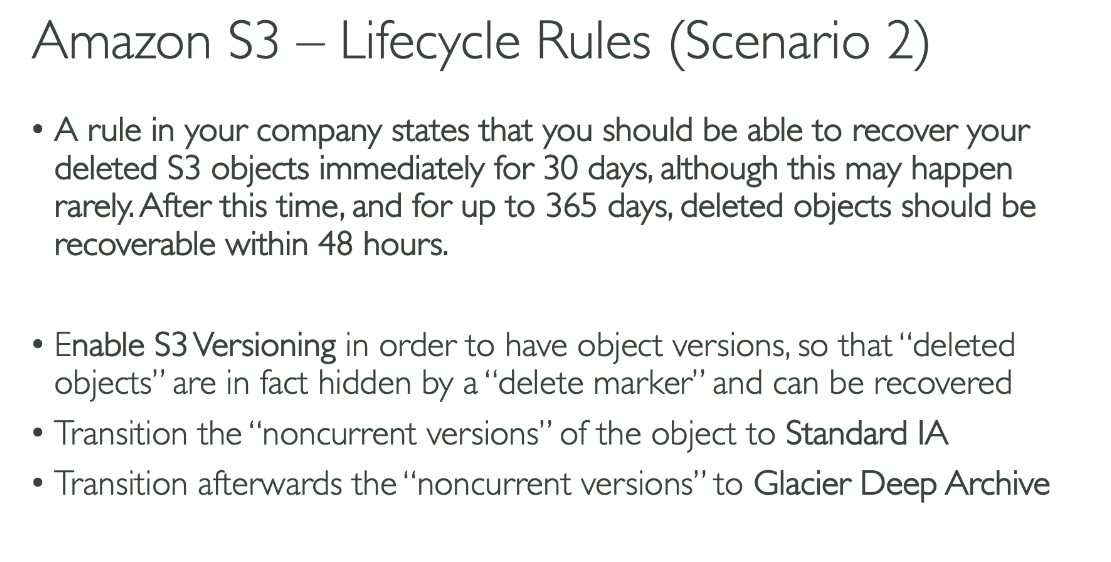 Amazon S3 – Lifecycle Rules (Scenario 2)
• A rule in your company states that you should be able to recover your
deleted S3 objects immediately for 30 days, although this may happen
rarely. After this time, and for up to 365 days, deleted objects should be
recoverable within 48 hours.
• Enable S3 Versioning in order to have object versions, so that “deleted
objects” are in fact hidden by a “delete marker” and can be recovered
• Transition the “noncurrent versions” of the object to Standard IA
• Transition afterwards the “noncurrent versions” to Glacier Deep Archive